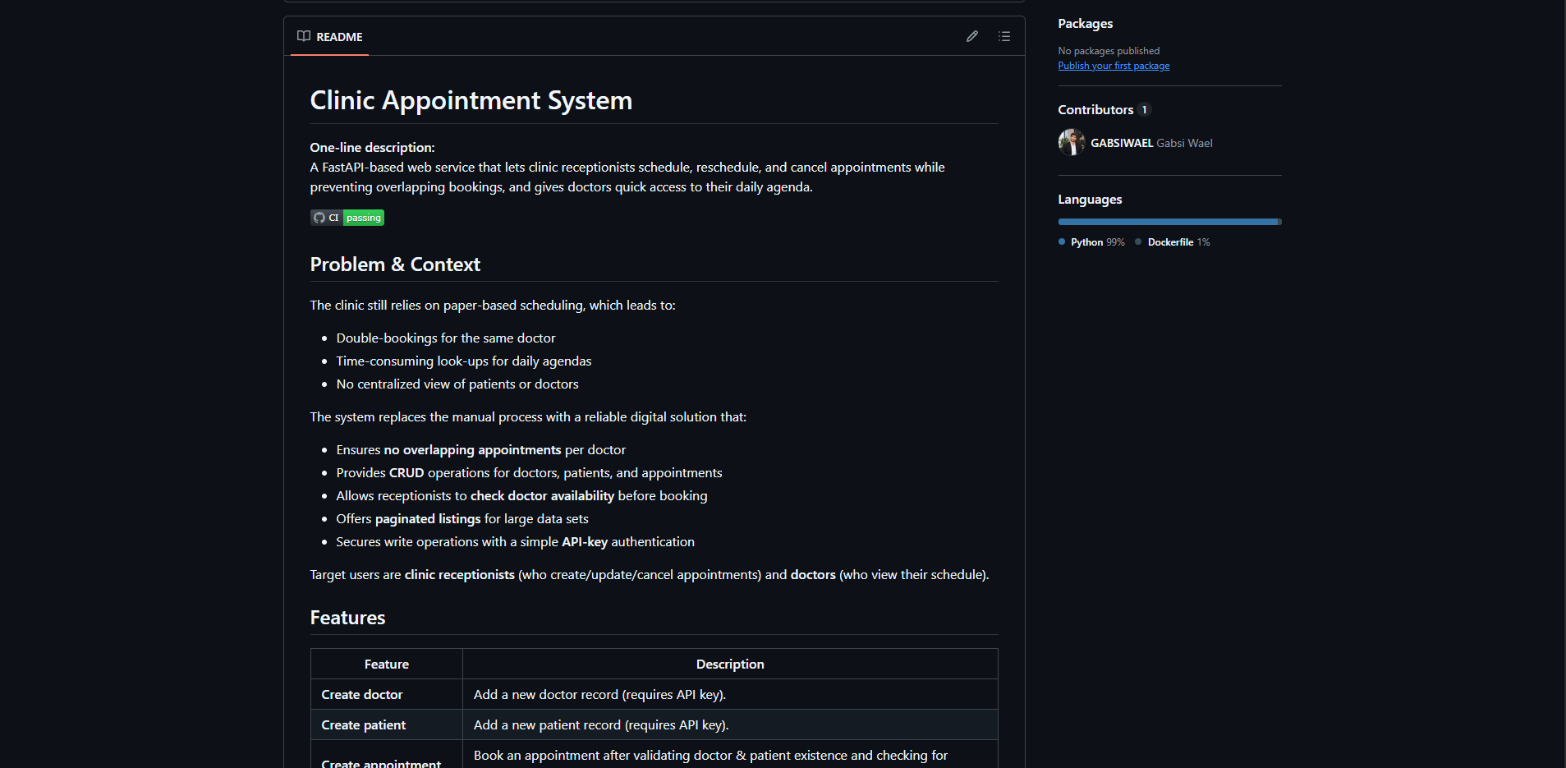 README
Clinic Appointment System
One-line description:
A FastAPI-based web service that lets clinic receptionists schedule, reschedule, and cancel appointments while
preventing overlapping bookings, and gives doctors quick access to their daily agenda.
CI passing
Problem & Context
The clinic still relies on paper-based scheduling, which leads to:
Double-bookings for the same doctor
Time-consuming look-ups for daily agendas
No centralized view of patients or doctors
The system replaces the manual process with a reliable digital solution that:
Ensures no overlapping appointments per doctor
Provides CRUD operations for doctors, patients, and appointments
Allows receptionists to check doctor availability before booking
Offers paginated listings for large data sets
Secures write operations with a simple API-key authentication
Target users are clinic receptionists (who create/update/cancel appointments) and doctors (who view their schedule).
Features
Feature Description
Create doctor Add a new doctor record (requires API key).
Create patient Add a new patient record (requires API key).
Book an appointment after validating doctor & patient existence and checking for
Create appointment
Packages
No packages published
Publish your first package
Contributors 1
GABSIWAEL Gabsi Wael
Languages
Python 99% Dockerfile 1%